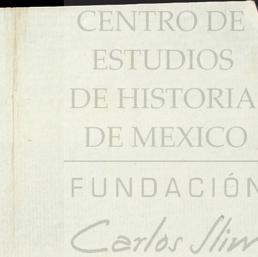 CENTRO DE
ESTUDIOS
DE HISTORIA
DE MEXICO
FUNDACIÓN
Carlos Slim